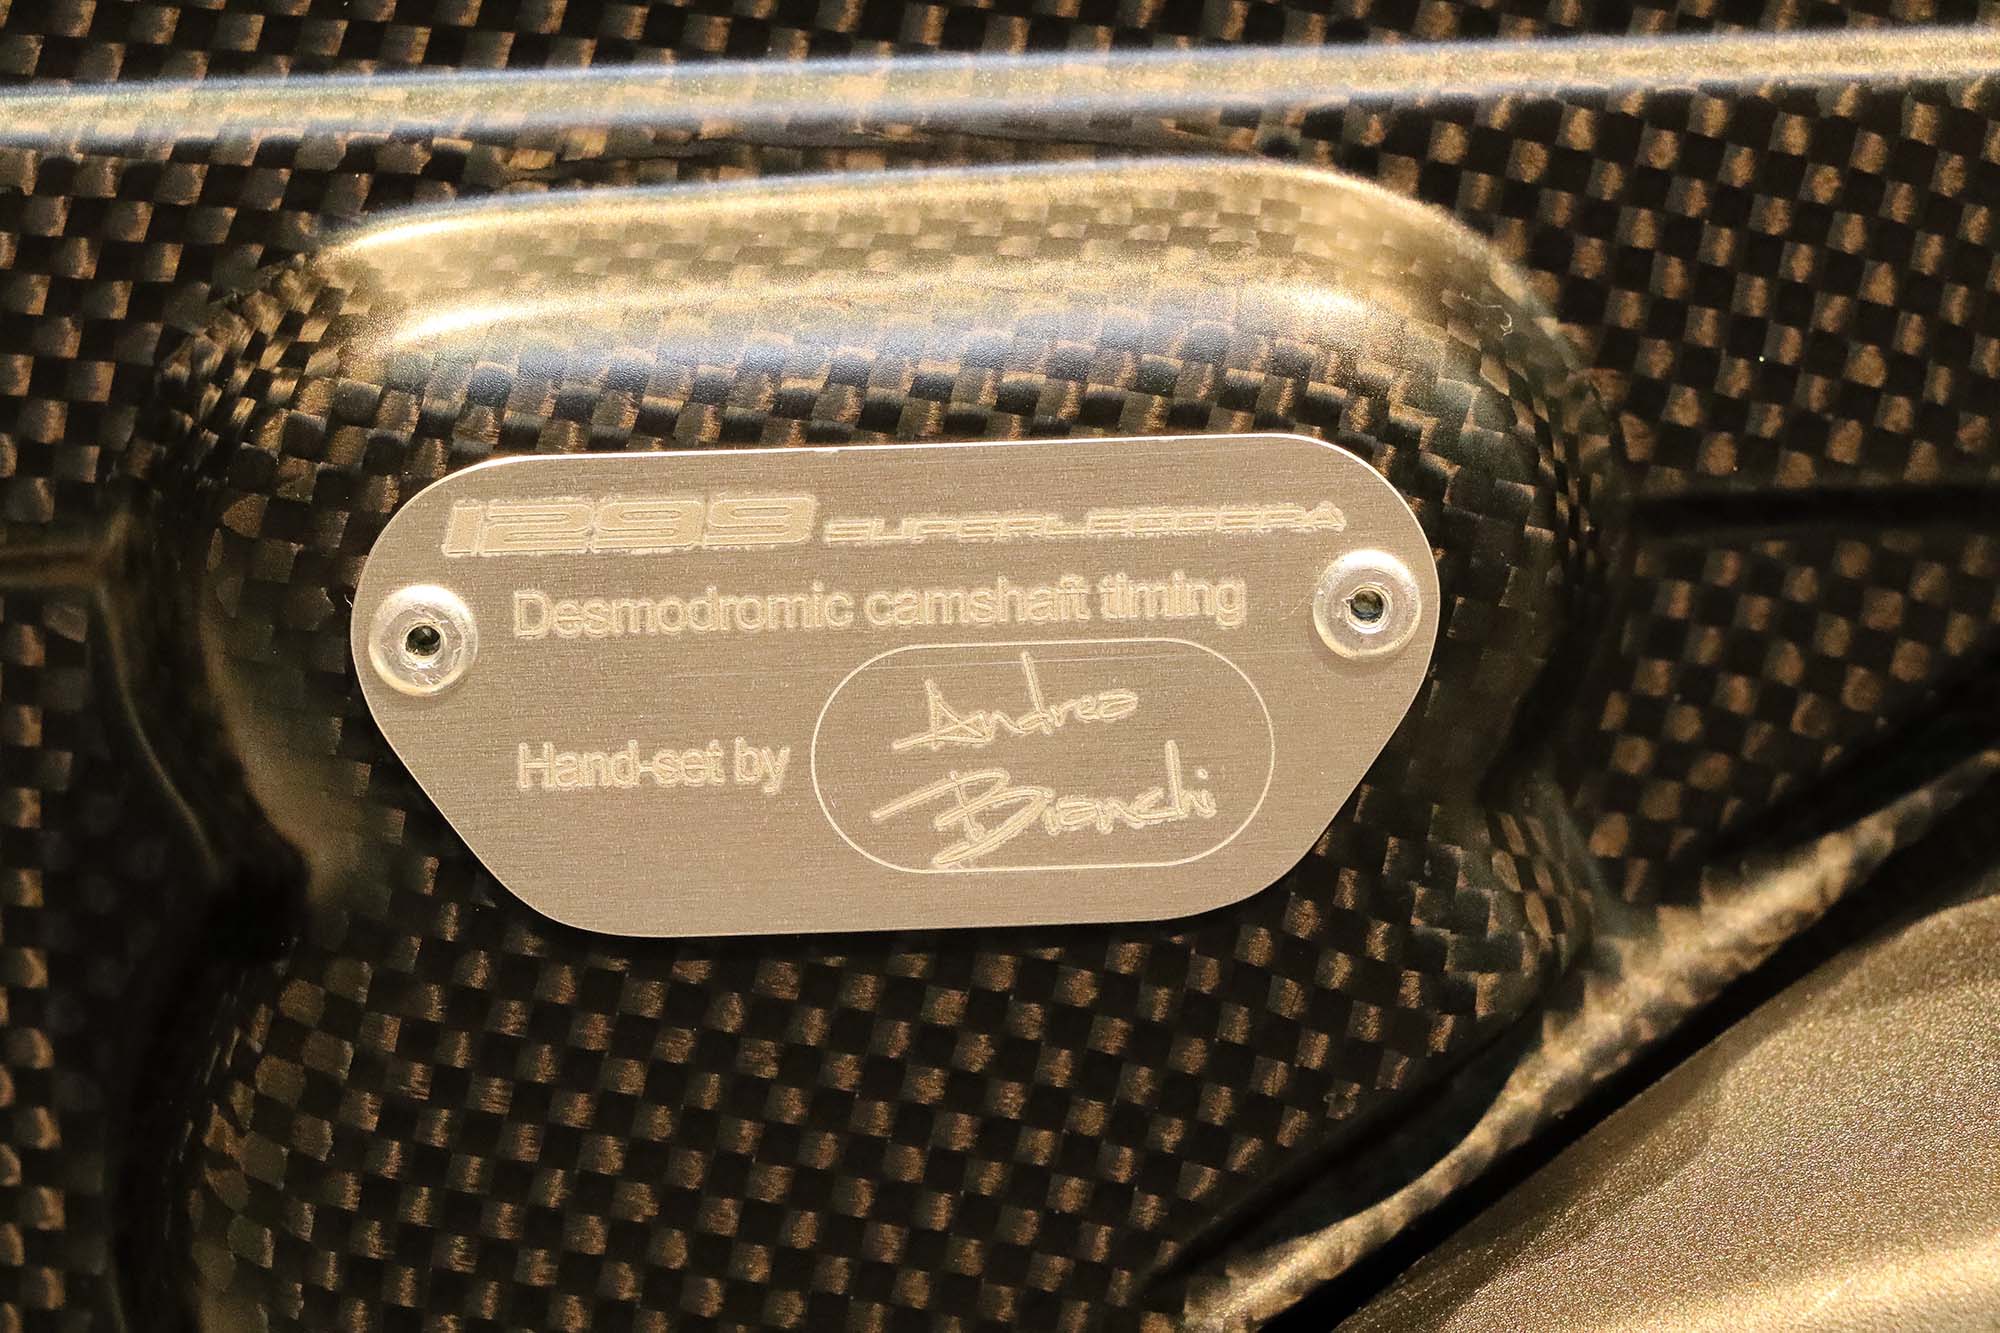 1299 SUPERLEGGERA
Desmodromic camshaft timing
Hand-set by
Andrea
Bianchi